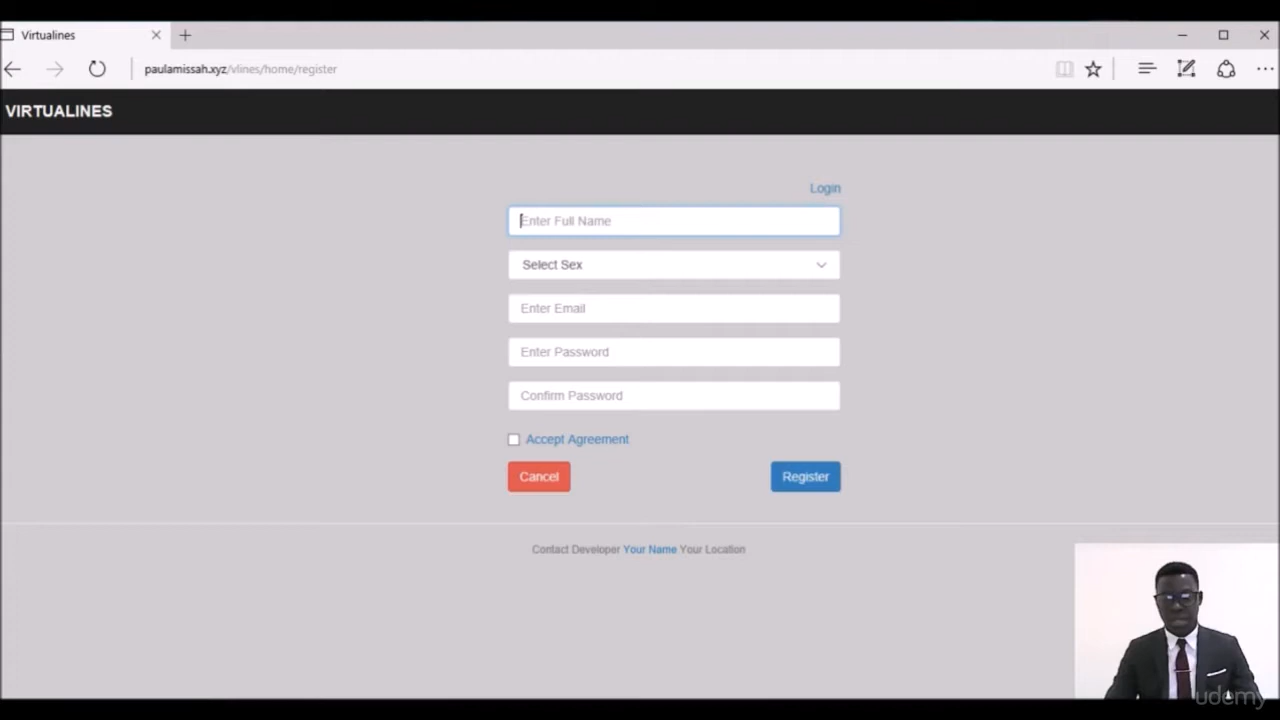 Virtualines
paulamissah.xyz/vlines/home/register
VIRTUALINES
Login
Enter Full Name
Select Sex
Enter Email
Enter Password
Confirm Password
Accept Agreement
Cancel
Register
Contact Developer Your Name Your Location
udemy